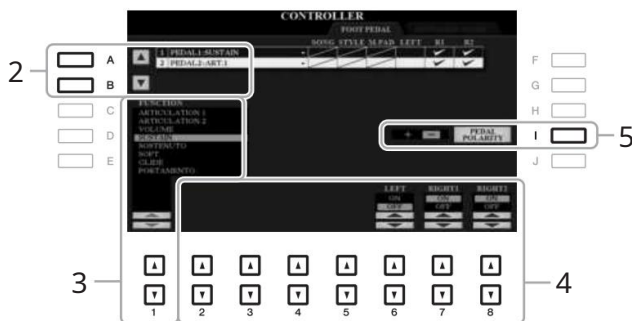 CONTROLLER
FOOT PEDAL
SONG STYLE M.PAD LEFT R1 R2
1 PEDAL1:SUSTAIN
2 PEDAL2:ART.1
2
A
B
C
D
E
F
G
H
I
J
5
FUNCTION
ARTICULATION 1
ARTICULATION 2
VOLUME
SUSTAIN
SOSTENUTO
SOFT
GLIDE
PORTAMENTO
+ −
PEDAL
POLARITY
LEFT RIGHT1 RIGHT2
ON ON ON
OFF OFF OFF
3
4
1 2 3 4 5 6 7 8